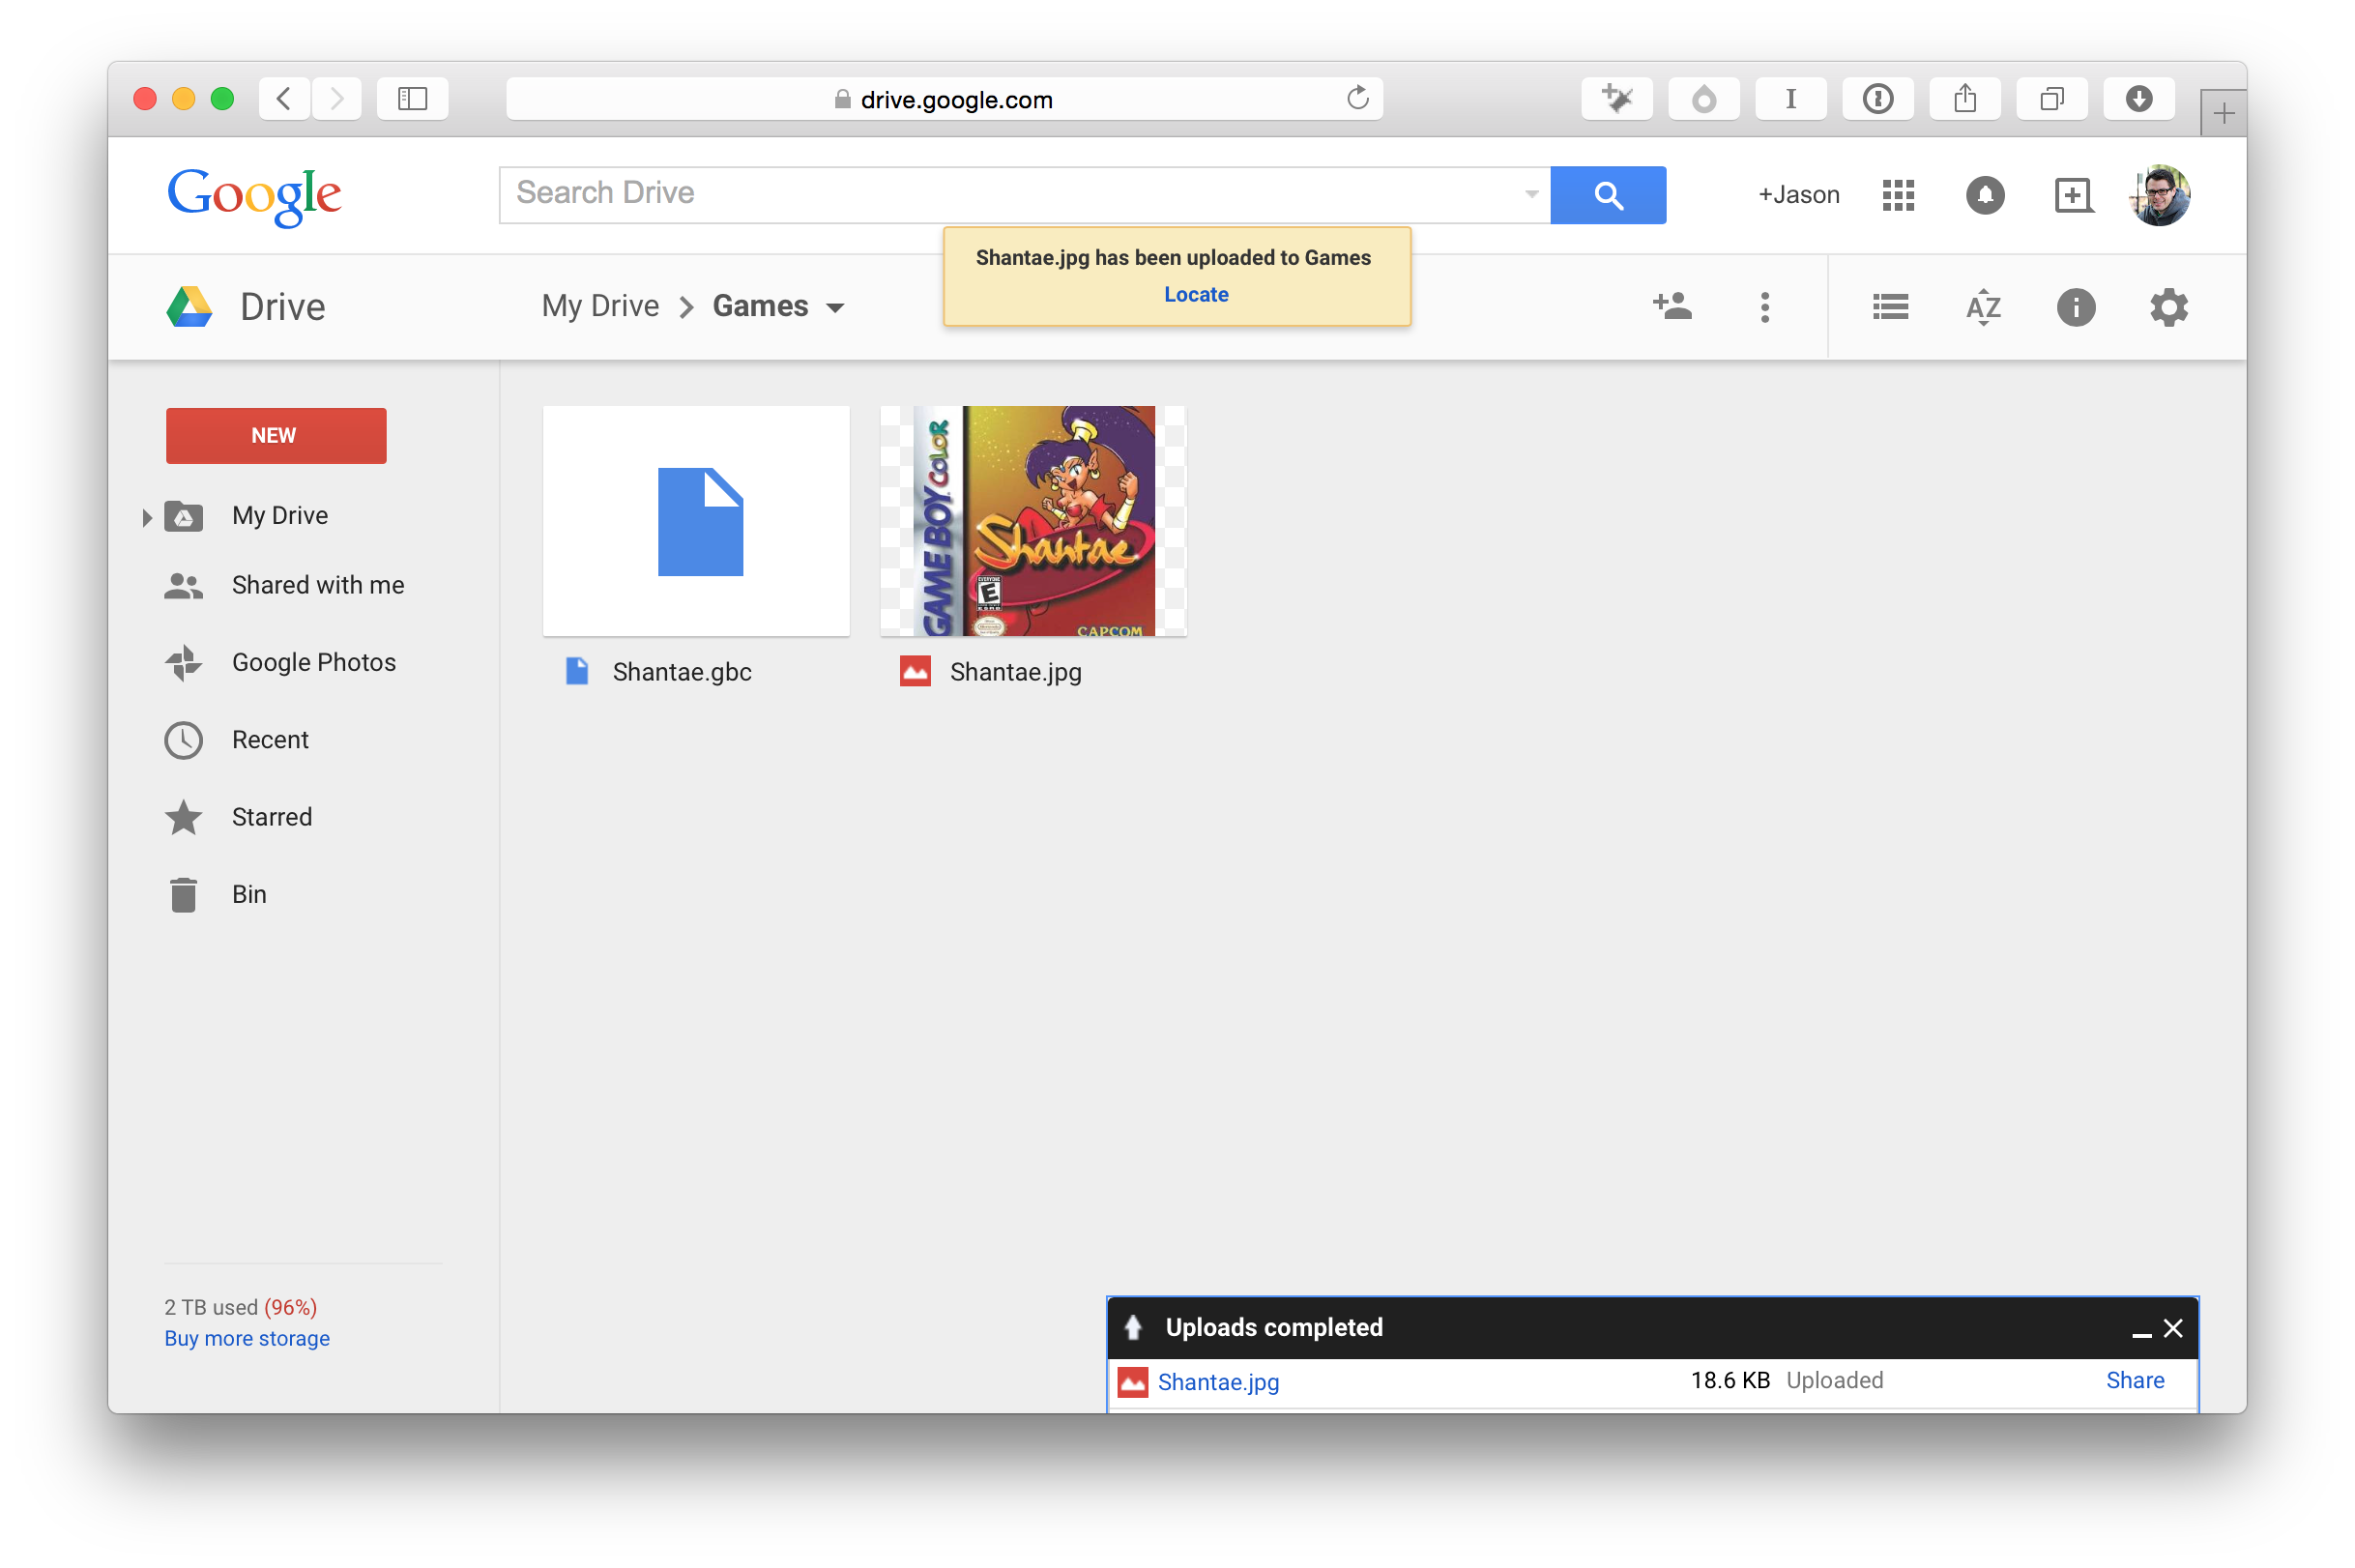 drive.google.com
Google
Search Drive
+Jason
Shantae.jpg has been uploaded to Games
Locate
Drive
My Drive
Games
AZ
NEW
My Drive
Shared with me
Google Photos
Recent
Starred
Bin
GAME BOY COLOR
Shantae
EVERYONE
E
CAPCOM
Shantae.gbc
Shantae.jpg
2 TB used (96%)
Buy more storage
Uploads completed
Shantae.jpg 18.6 KB Uploaded Share